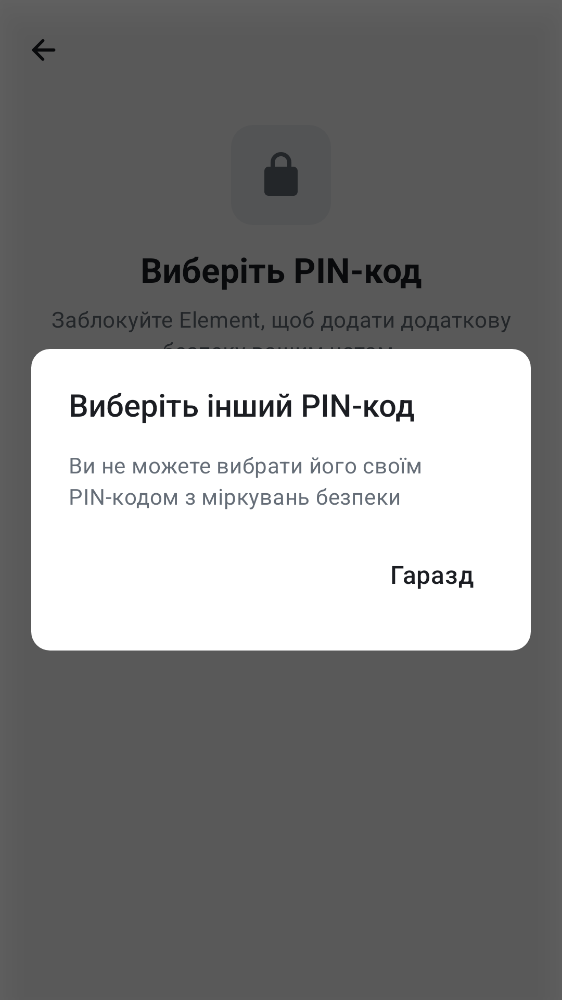 Виберіть PIN-код
Заблокуйте Element, щоб додати додаткову
Виберіть інший PIN-код
Ви не можете вибрати його своїм
PIN-кодом з міркувань безпеки
Гаразд